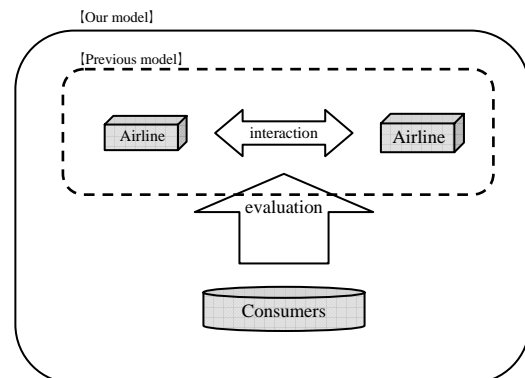 【Our model】
【Previous model】
Airline
interaction
Airline
evaluation
Consumers